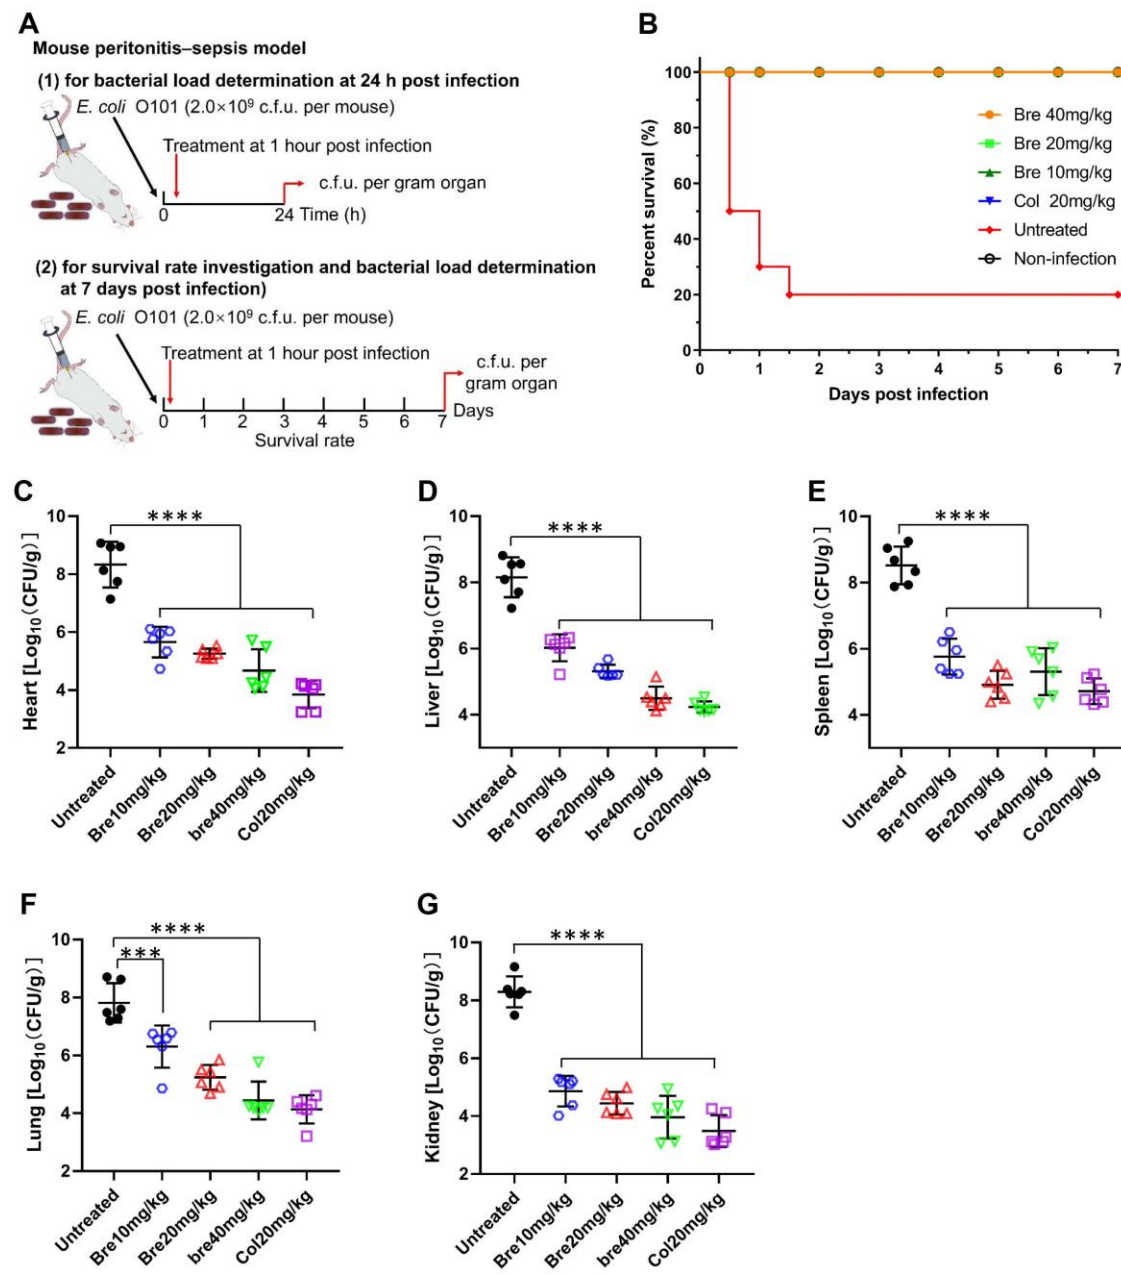 A
Mouse peritonitis–sepsis model
(1) for bacterial load determination at 24 h post infection
E. coli O101 (2.0×10⁹ c.f.u. per mouse)
Treatment at 1 hour post infection
c.f.u. per gram organ
0
24 Time (h)
(2) for survival rate investigation and bacterial load determination
at 7 days post infection)
E. coli O101 (2.0×10⁹ c.f.u. per mouse)
Treatment at 1 hour post infection
c.f.u. per
gram organ
0 1 2 3 4 5 6 7 Days
Survival rate
B
Percent survival (%)
100
80
60
40
20
0
0 1 2 3 4 5 6 7
Days post infection
Bre 40mg/kg
Bre 20mg/kg
Bre 10mg/kg
Col 20mg/kg
Untreated
Non-infection
C
Heart [Log₁₀(CFU/g)]
10
8
6
4
2
****
Untreated
Bre10mg/kg
Bre20mg/kg
bre40mg/kg
Col20mg/kg
D
Liver [Log₁₀(CFU/g)]
10
8
6
4
****
Untreated
Bre10mg/kg
Bre20mg/kg
bre40mg/kg
Col20mg/kg
E
Spleen [Log₁₀(CFU/g)]
10
8
6
4
****
Untreated
Bre10mg/kg
Bre20mg/kg
bre40mg/kg
Col20mg/kg
F
Lung [Log₁₀(CFU/g)]
10
8
6
4
2
****
***
Untreated
Bre10mg/kg
Bre20mg/kg
bre40mg/kg
Col20mg/kg
G
Kidney [Log₁₀(CFU/g)]
10
8
6
4
2
****
Untreated
Bre10mg/kg
Bre20mg/kg
bre40mg/kg
Col20mg/kg